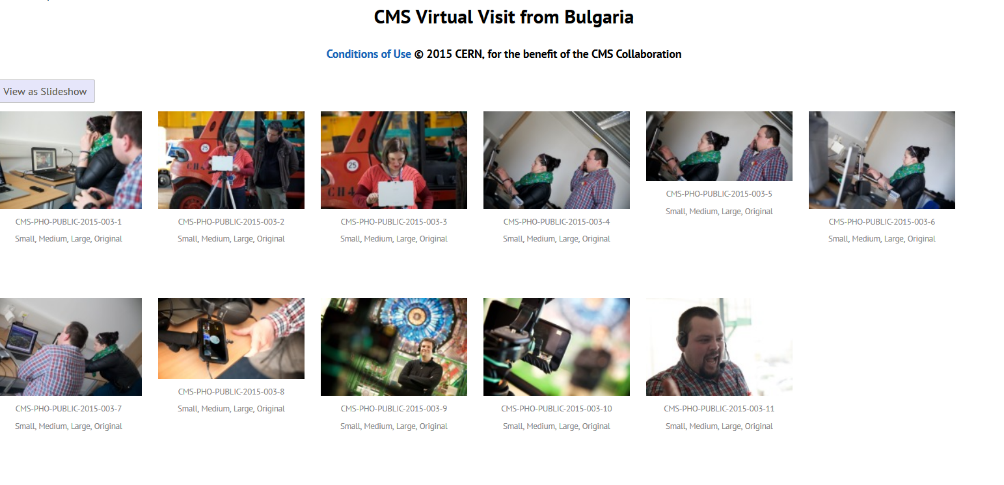 CMS Virtual Visit from Bulgaria
Conditions of Use © 2015 CERN, for the benefit of the CMS Collaboration
View as Slideshow
25
25
CH-4
CMS-PHO-PUBLIC-2015-003-1
Small, Medium, Large, Original
CMS-PHO-PUBLIC-2015-003-2
Small, Medium, Large, Original
CMS-PHO-PUBLIC-2015-003-3
Small, Medium, Large, Original
CMS-PHO-PUBLIC-2015-003-4
Small, Medium, Large, Original
CMS-PHO-PUBLIC-2015-003-5
Small, Medium, Large, Original
CMS-PHO-PUBLIC-2015-003-6
Small, Medium, Large, Original
CMS-PHO-PUBLIC-2015-003-7
Small, Medium, Large, Original
CMS-PHO-PUBLIC-2015-003-8
Small, Medium, Large, Original
CMS-PHO-PUBLIC-2015-003-9
Small, Medium, Large, Original
CMS-PHO-PUBLIC-2015-003-10
Small, Medium, Large, Original
CMS-PHO-PUBLIC-2015-003-11
Small, Medium, Large, Original